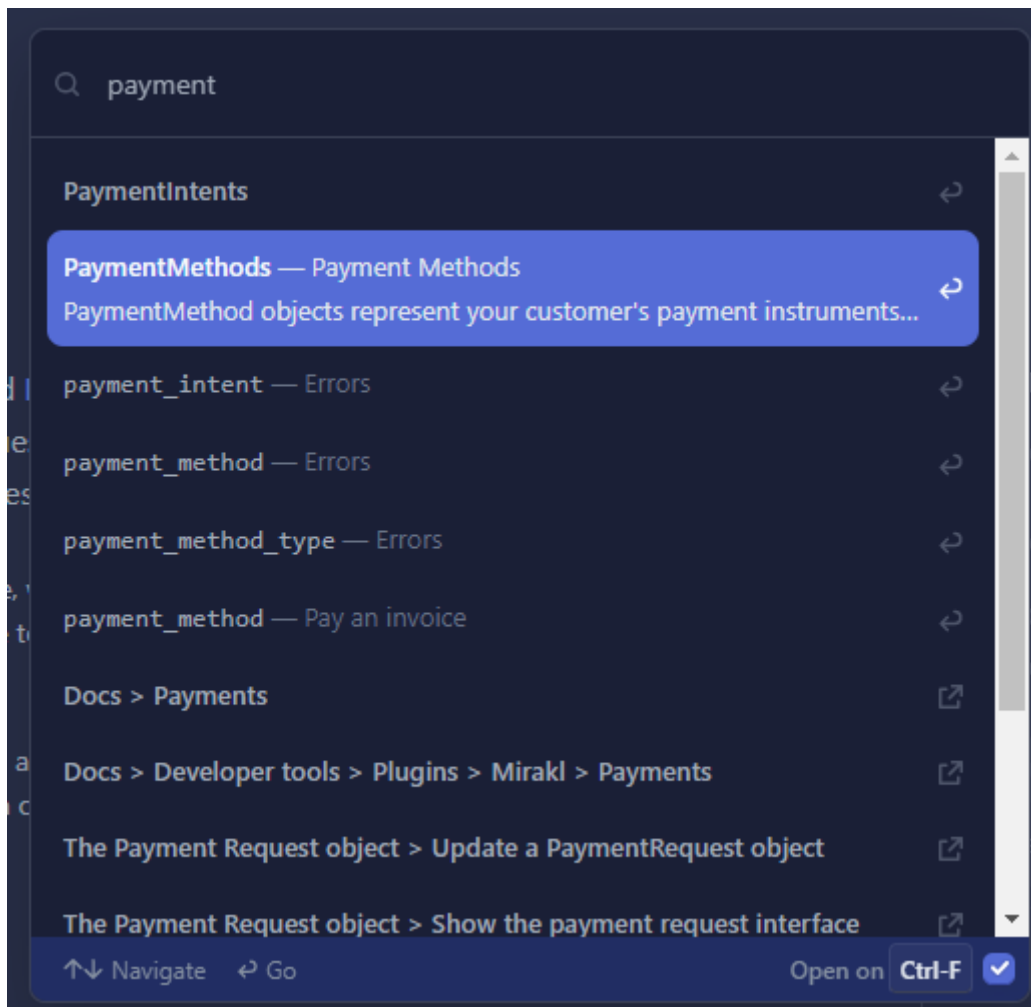 payment
PaymentIntents
PaymentMethods — Payment Methods
PaymentMethod objects represent your customer's payment instruments...
payment_intent — Errors
payment_method — Errors
payment_method_type — Errors
payment_method — Pay an invoice
Docs > Payments
Docs > Developer tools > Plugins > Mirakl > Payments
The Payment Request object > Update a PaymentRequest object
The Payment Request object > Show the payment request interface
↑↓ Navigate ↵ Go Open on Ctrl-F